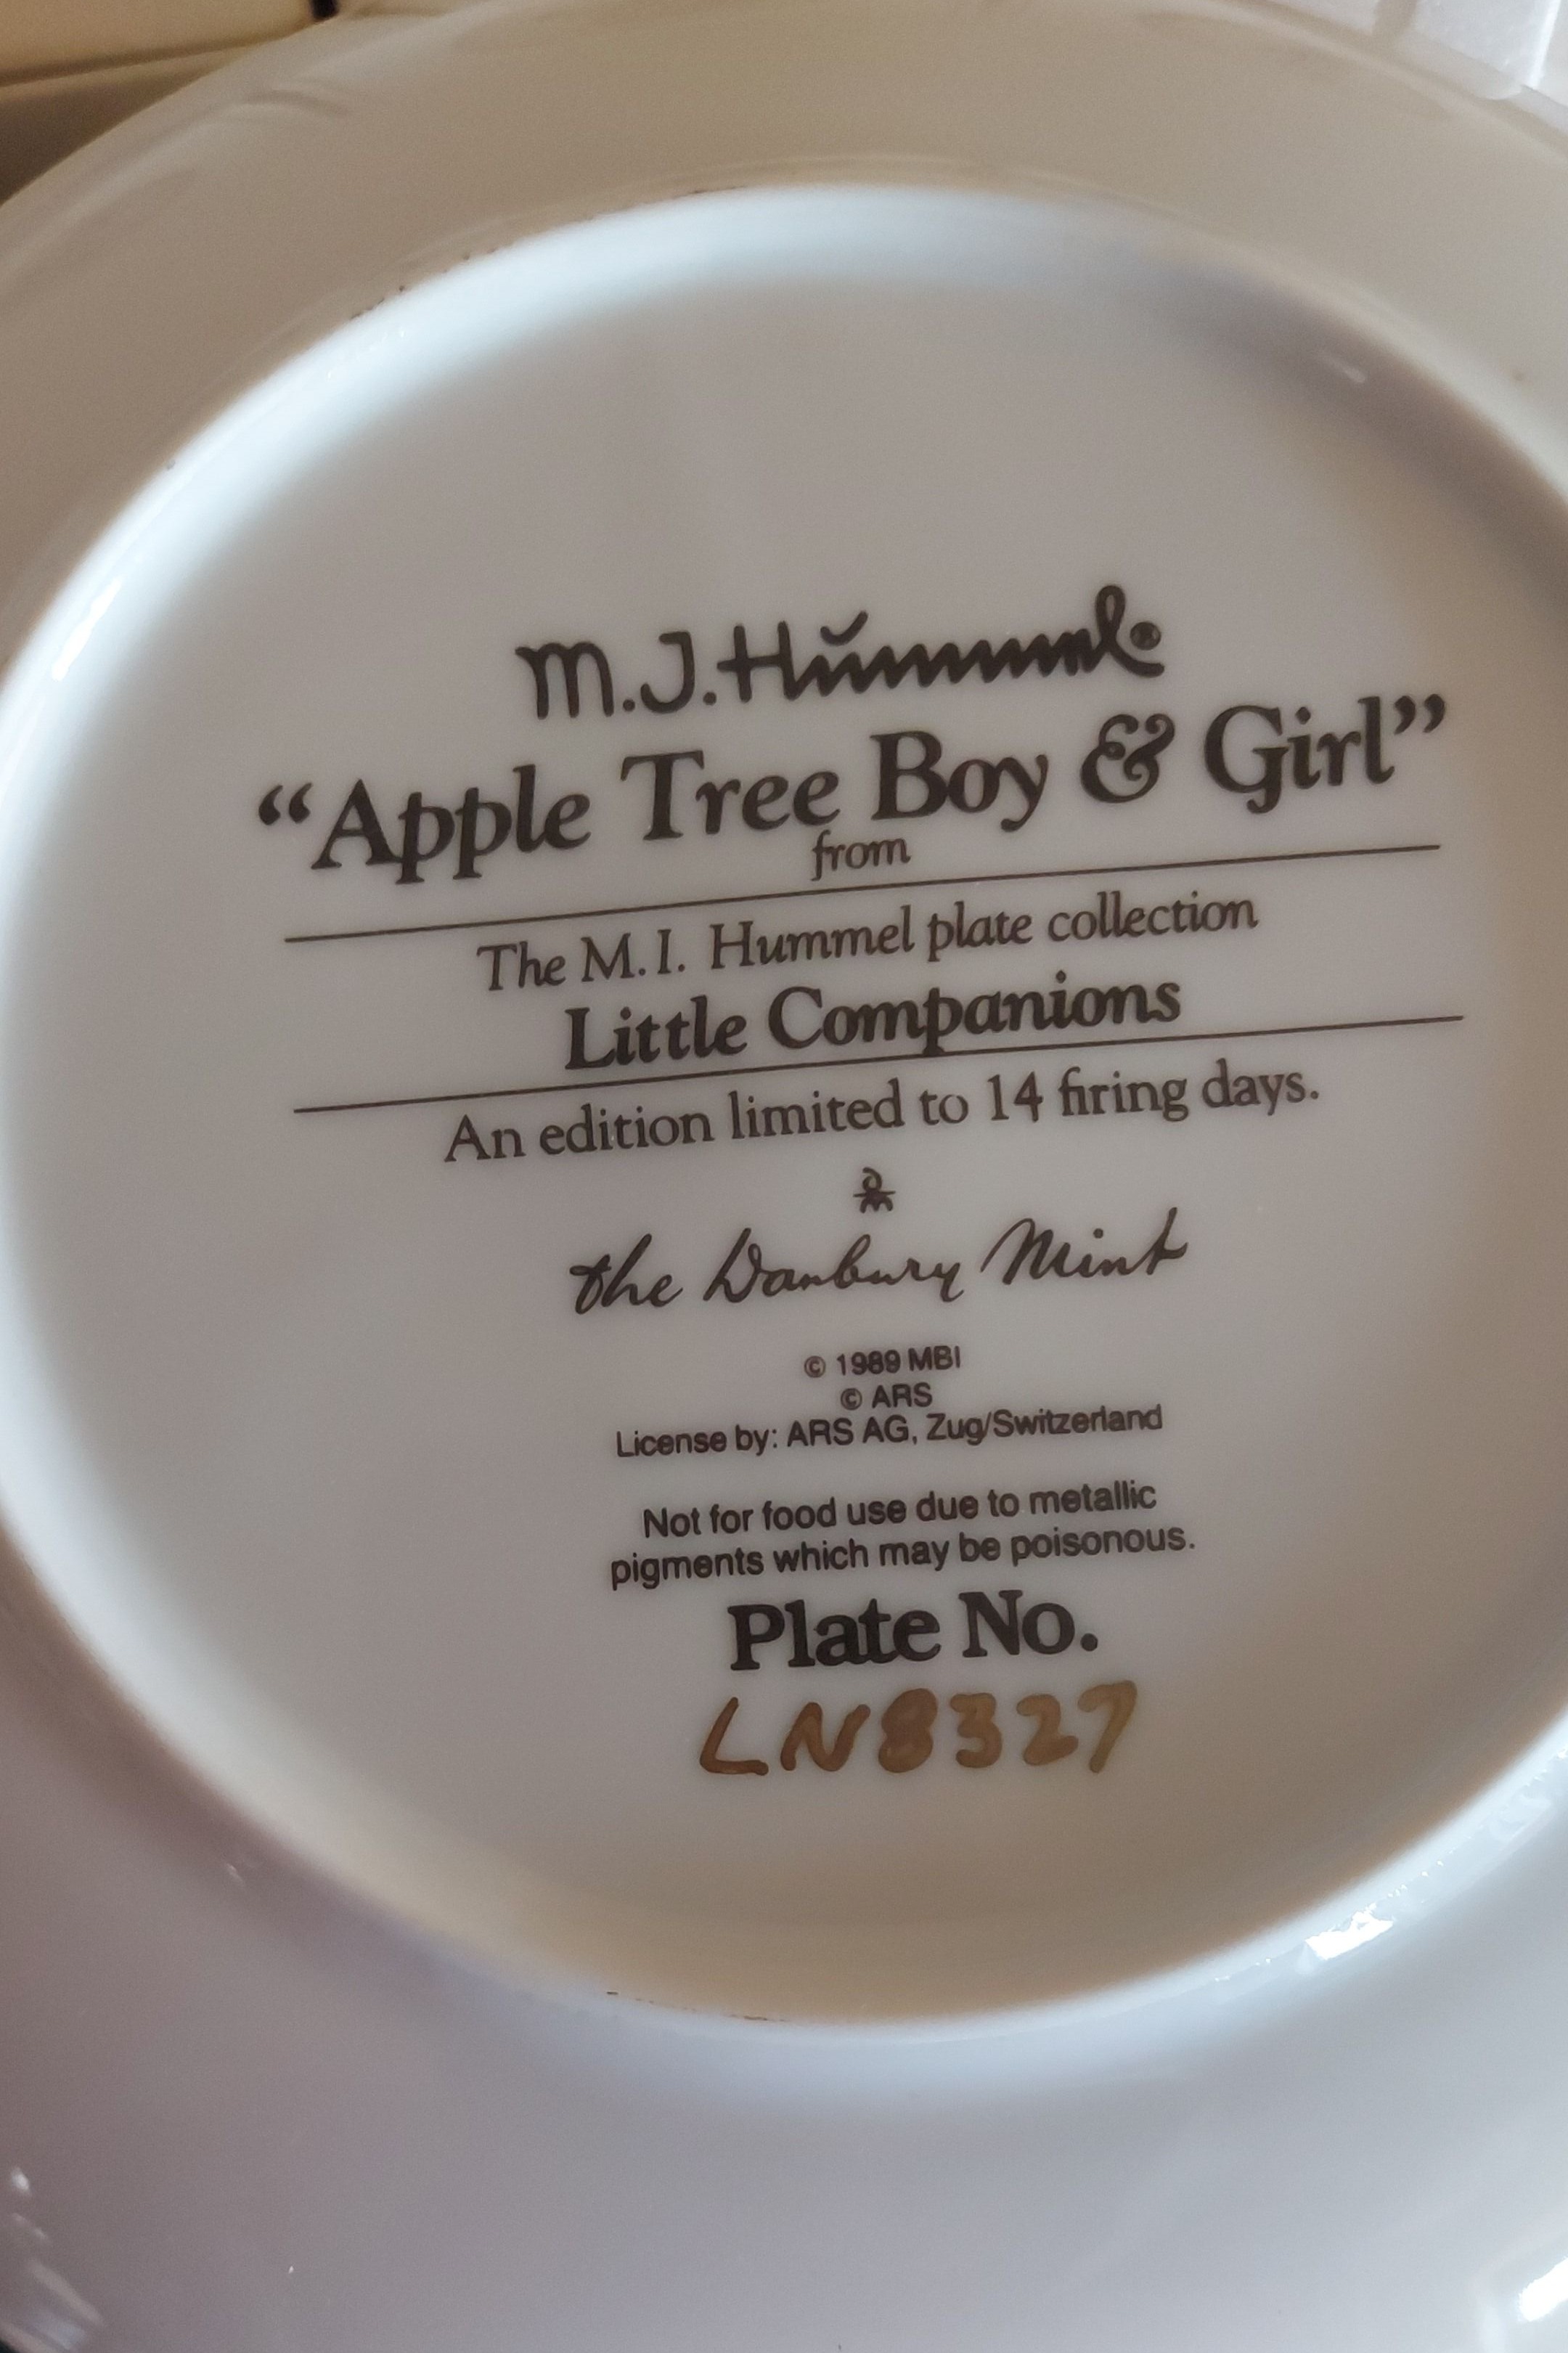 M.J.Hummel®
“Apple Tree Boy & Girl”
from
The M.I. Hummel plate collection
Little Companions
An edition limited to 14 firing days.
the Danbury Mint
© 1989 MBI
© ARS
License by: ARS AG, Zug/Switzerland
Not for food use due to metallic
pigments which may be poisonous.
Plate No.
LN8327